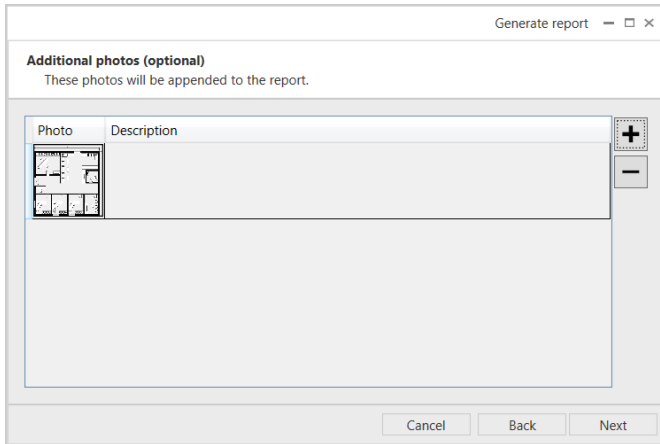 Generate report
Additional photos (optional)
These photos will be appended to the report.
Photo Description
Cancel Back Next